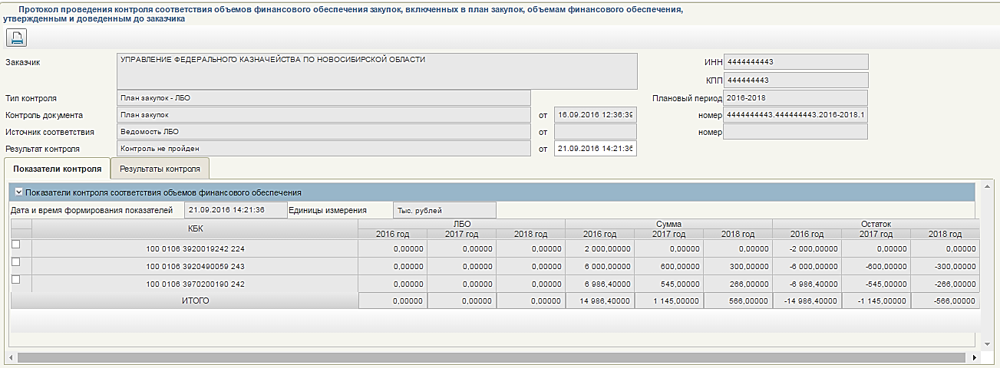 Протокол проведения контроля соответствия объемов финансового обеспечения закупок, включенных в план закупок, объемам финансового обеспечения,
утвержденным и доведенным до заказчика
Заказчик УПРАВЛЕНИЕ ФЕДЕРАЛЬНОГО КАЗНАЧЕЙСТВА ПО НОВОСИБИРСКОЙ ОБЛАСТИ ИНН 4444444443
КПП 444444443
Тип контроля План закупок - ЛБО Плановый период 2016-2018
Контроль документа План закупок от 16.09.2016 12:36:39 номер 4444444443.444444443.2016-2018.1
Источник соответствия Ведомость ЛБО от номер
Результат контроля Контроль не пройден от 21.09.2016 14:21:36
Показатели контроля Результаты контроля
Показатели контроля соответствия объемов финансового обеспечения
Дата и время формирования показателей 21.09.2016 14:21:36 Единицы измерения Тыс. рублей
КБК ЛБО Сумма Остаток
2016 год 2017 год 2018 год 2016 год 2017 год 2018 год 2016 год 2017 год 2018 год
100 0106 3920019242 224 0,00000 0,00000 0,00000 2 000,00000 0,00000 0,00000 -2 000,00000 0,00000 0,00000
100 0106 3920490059 243 0,00000 0,00000 0,00000 6 000,00000 600,00000 300,00000 -6 000,00000 -600,00000 -300,00000
100 0106 3970200190 242 0,00000 0,00000 0,00000 6 986,40000 545,00000 266,00000 -6 986,40000 -545,00000 -266,00000
ИТОГО 0,00000 0,00000 0,00000 14 986,40000 1 145,00000 566,00000 -14 986,40000 -1 145,00000 -566,00000